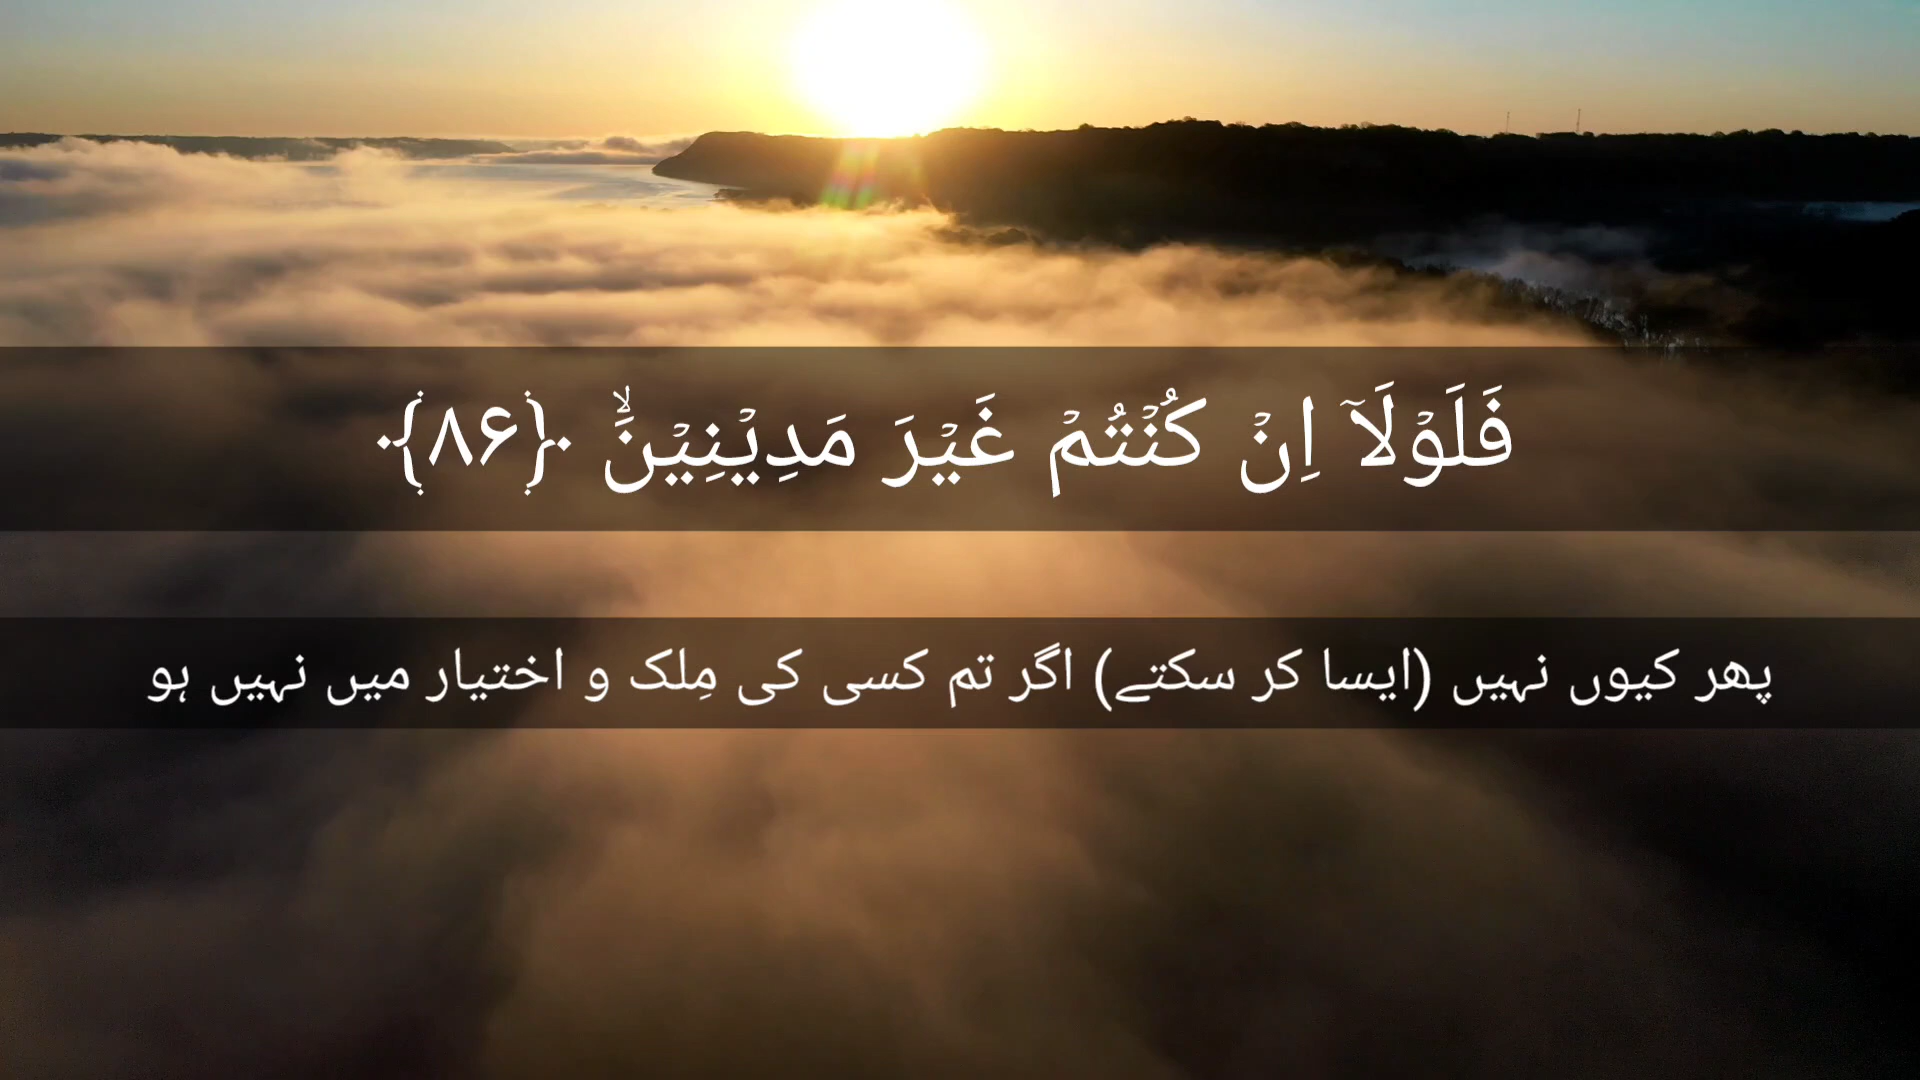 فَلَوۡلَاۤ اِنۡ كُنۡتُمۡ غَيۡرَ مَدِيۡنِيۡنَۙ ﴿۸۶﴾
پھر کیوں نہیں (ایسا کر سکتے) اگر تم کسی کی مِلک و اختیار میں نہیں ہو